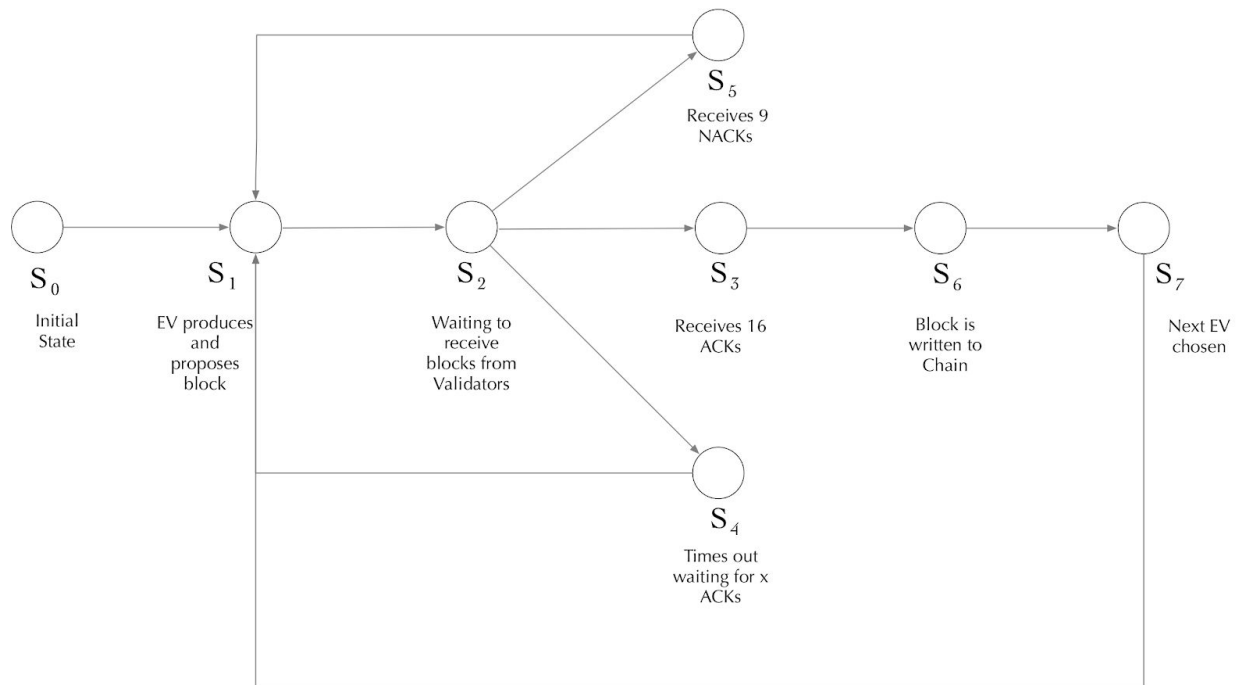 S5
Receives 9
NACKs
S0
Initial
State
S1
EV produces
and
proposes
block
S2
Waiting to
receive
blocks from
Validators
S3
Receives 16
ACKs
S6
Block is
written to
Chain
S7
Next EV
chosen
S4
Times out
waiting for x
ACKs